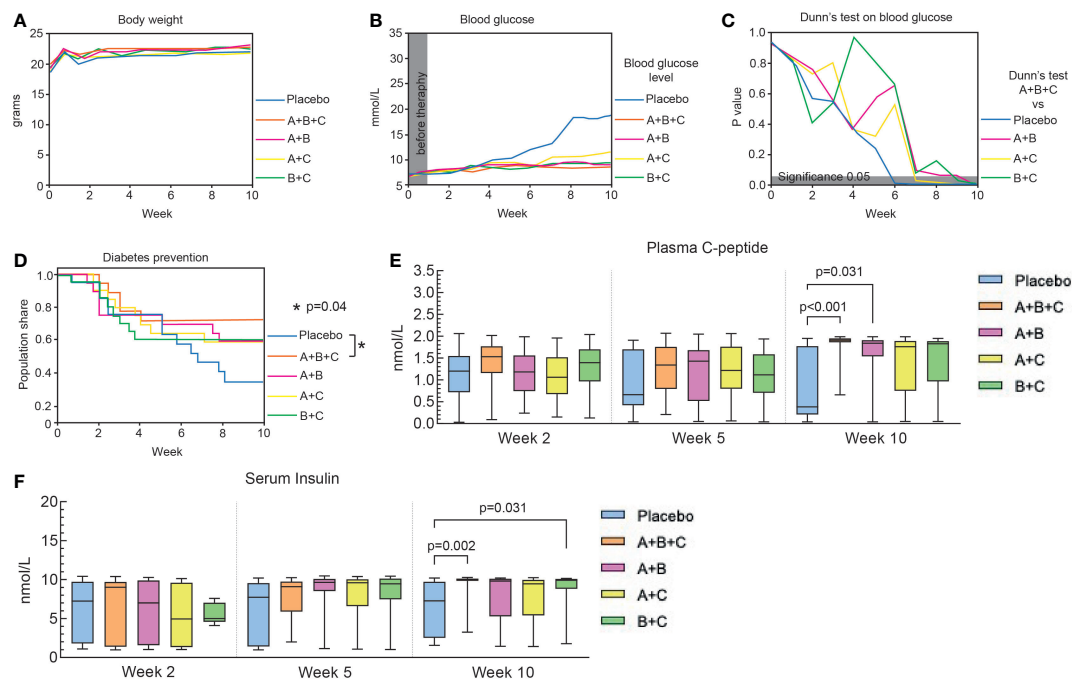 A
Body weight
25
20
15
10
5
0
grams
0
2
4
6
8
10
Week
Placebo
A+B+C
A+B
A+C
B+C
B
Blood glucose
35
30
25
20
15
10
5
mmol/L
before theraphy
0
2
4
6
8
10
Week
Blood glucose
level
Placebo
A+B+C
A+B
A+C
B+C
C
Dunn's test on blood glucose
1.0
0.8
0.6
0.4
0.2
0.0
P value
Significance 0.05
0
2
4
6
8
10
Week
Dunn's test
A+B+C
vs
Placebo
A+B
A+C
B+C
D
Diabetes prevention
1.0
0.8
0.6
0.4
0.2
0
Population share
0
2
4
6
8
10
Week
* p=0.04
Placebo
A+B+C
*
A+B
A+C
B+C
E
Plasma C-peptide
3.5
3.0
2.5
2.0
1.5
1.0
0.5
0.0
nmol/L
p=0.031
p<0.001
Week 2
Week 5
Week 10
Placebo
A+B+C
A+B
A+C
B+C
F
Serum Insulin
20
15
10
5
0
nmol/L
p=0.031
p=0.002
Week 2
Week 5
Week 10
Placebo
A+B+C
A+B
A+C
B+C